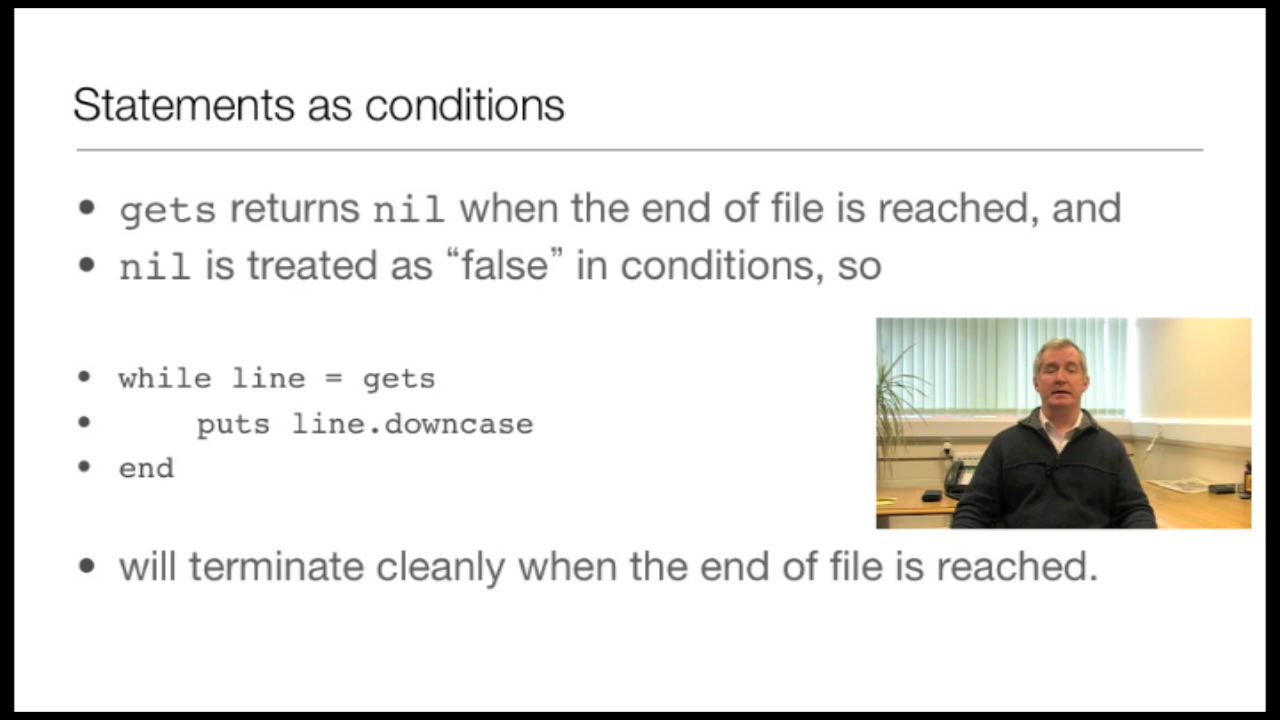 Statements as conditions
• gets returns nil when the end of file is reached, and
• nil is treated as “false” in conditions, so
• while line = gets
• puts line.downcase
• end
• will terminate cleanly when the end of file is reached.